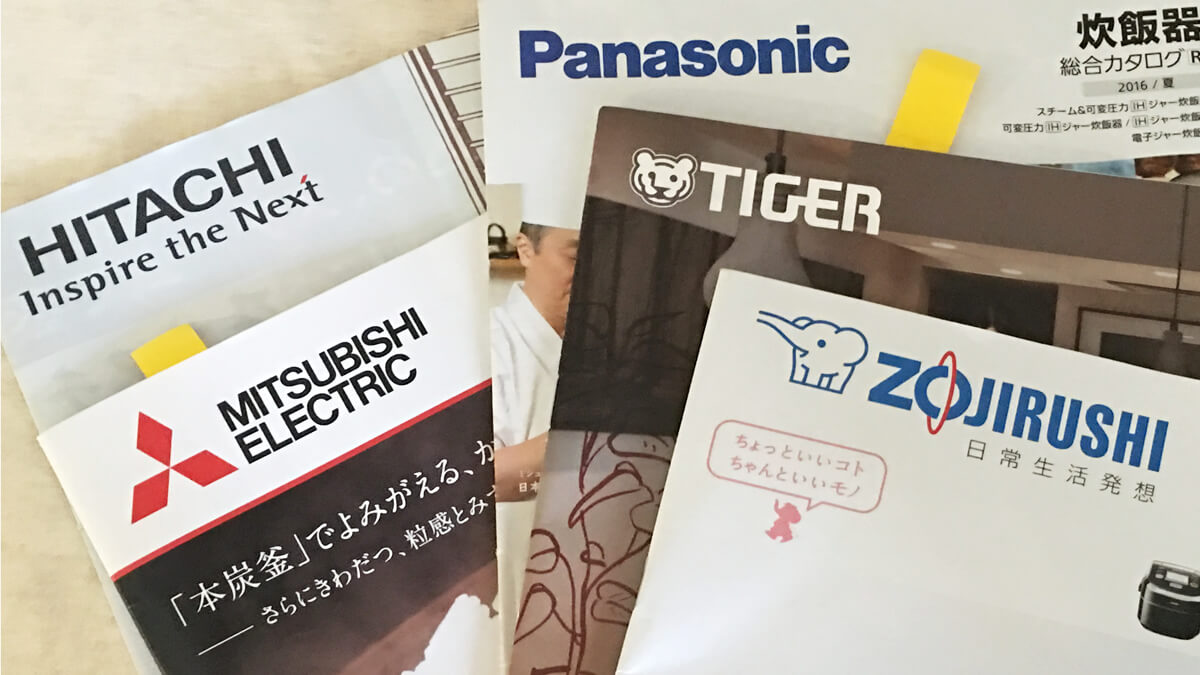 HITACHI
Inspire the Next
MITSUBISHI
ELECTRIC
「本炭釜」でよみがえる、か
さらにきわだつ、粒感とみず
Panasonic
炊飯器
総合カタログ
2016 / 夏
スチーム&可変圧力IHジャー炊飯
可変圧力IHジャー炊飯器 / IHジャー炊飯
電子ジャー炊飯
日本
TIGER
ZOJIRUSHI
日常生活発想
ちょっといいコト
ちゃんといいモノ